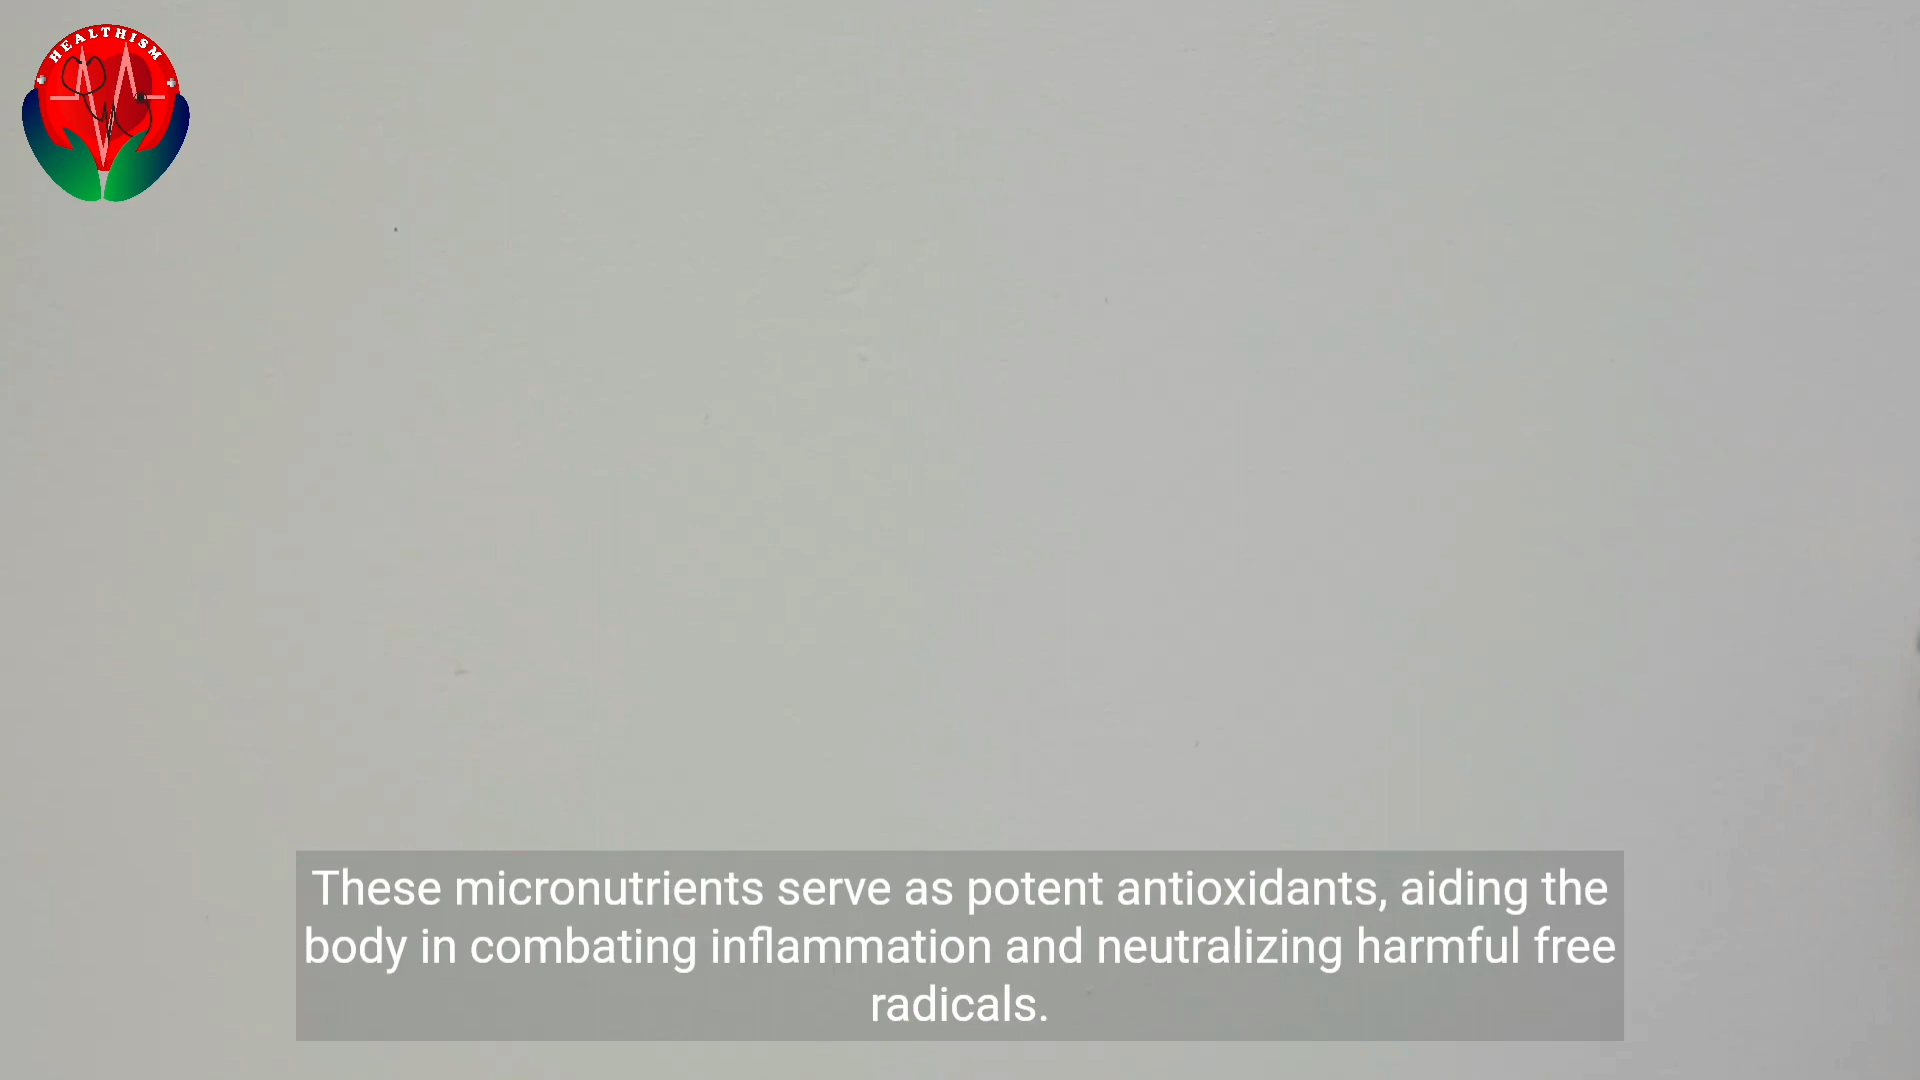 HEALTHISM
These micronutrients serve as potent antioxidants, aiding the
body in combating inflammation and neutralizing harmful free
radicals.